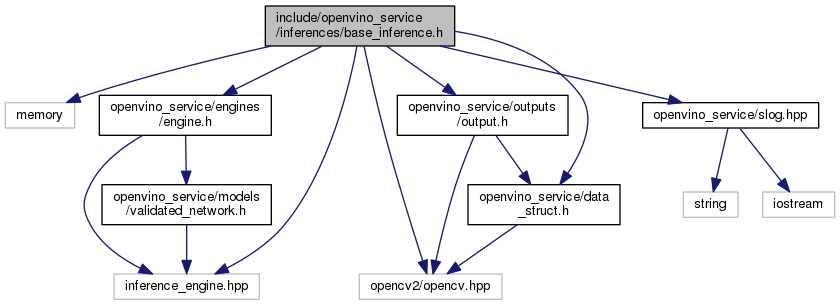 include/openvino_service
/inferences/base_inference.h
memory
openvino_service/engines
/engine.h
openvino_service/outputs
/output.h
openvino_service/slog.hpp
openvino_service/models
/validated_network.h
openvino_service/data
_struct.h
string
iostream
inference_engine.hpp
opencv2/opencv.hpp